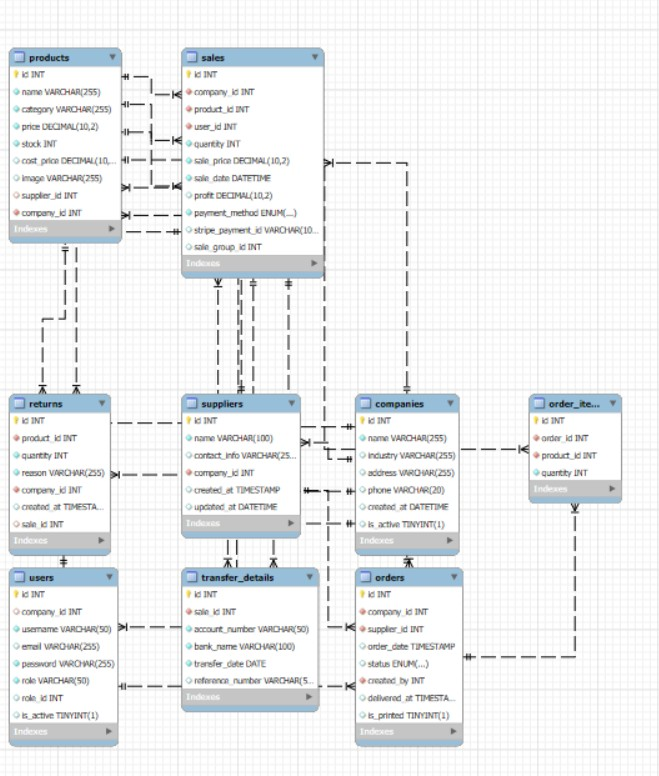 products
id INT
name VARCHAR(255)
category VARCHAR(255)
price DECIMAL(10,2)
stock INT
cost_price DECIMAL(10,...
image VARCHAR(255)
supplier_id INT
company_id INT
Indexes
sales
id INT
company_id INT
product_id INT
user_id INT
quantity INT
sale_price DECIMAL(10,2)
sale_date DATETIME
profit DECIMAL(10,2)
payment_method ENUM(...)
stripe_payment_id VARCHAR(10...
sale_group_id INT
Indexes
returns
id INT
product_id INT
quantity INT
reason VARCHAR(255)
company_id INT
created_at TIMESTA...
sale_id INT
Indexes
suppliers
id INT
name VARCHAR(100)
contact_info VARCHAR(25...
company_id INT
created_at TIMESTAMP
updated_at DATETIME
Indexes
companies
id INT
name VARCHAR(255)
industry VARCHAR(255)
address VARCHAR(255)
phone VARCHAR(20)
created_at DATETIME
is_active TINYINT(1)
Indexes
order_ite...
id INT
order_id INT
product_id INT
quantity INT
Indexes
users
id INT
company_id INT
username VARCHAR(50)
email VARCHAR(255)
password VARCHAR(255)
role VARCHAR(50)
role_id INT
is_active TINYINT(1)
Indexes
transfer_details
id INT
sale_id INT
account_number VARCHAR(50)
bank_name VARCHAR(100)
transfer_date DATE
reference_number VARCHAR(5...
Indexes
orders
id INT
company_id INT
supplier_id INT
order_date TIMESTAMP
status ENUM(...)
created_by INT
delivered_at TIMESTA...
is_printed TINYINT(1)
Indexes